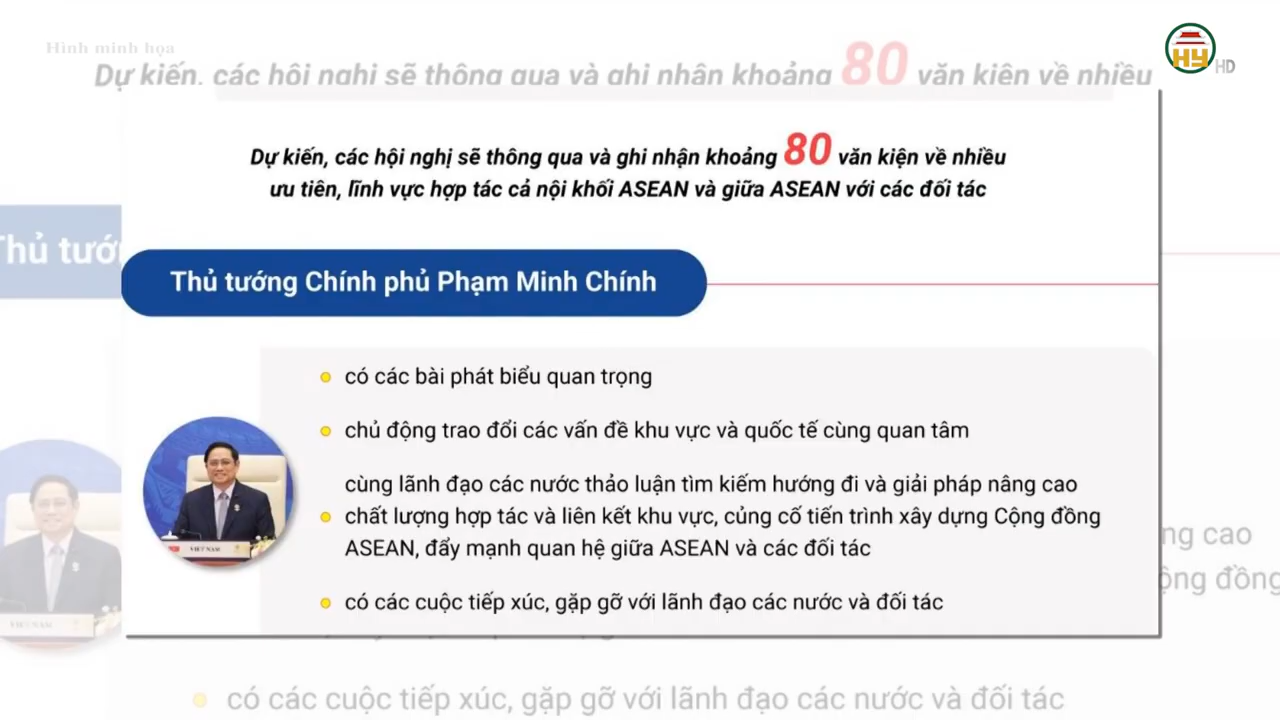 Hình minh họa
HY HD
Dự kiến, các hội nghị sẽ thông qua và ghi nhận khoảng 80 văn kiện về nhiều
Dự kiến, các hội nghị sẽ thông qua và ghi nhận khoảng 80 văn kiện về nhiều
ưu tiên, lĩnh vực hợp tác cả nội khối ASEAN và giữa ASEAN với các đối tác
Thủ tướ
Thủ tướng Chính phủ Phạm Minh Chính
có các bài phát biểu quan trọng
chủ động trao đổi các vấn đề khu vực và quốc tế cùng quan tâm
cùng lãnh đạo các nước thảo luận tìm kiếm hướng đi và giải pháp nâng cao
chất lượng hợp tác và liên kết khu vực, củng cố tiến trình xây dựng Cộng đồng
ASEAN, đẩy mạnh quan hệ giữa ASEAN và các đối tác
có các cuộc tiếp xúc, gặp gỡ với lãnh đạo các nước và đối tác
VIỆT NAM
VIỆT NAM
ng cao
ộng đồng
có các cuộc tiếp xúc, gặp gỡ với lãnh đạo các nước và đối tác